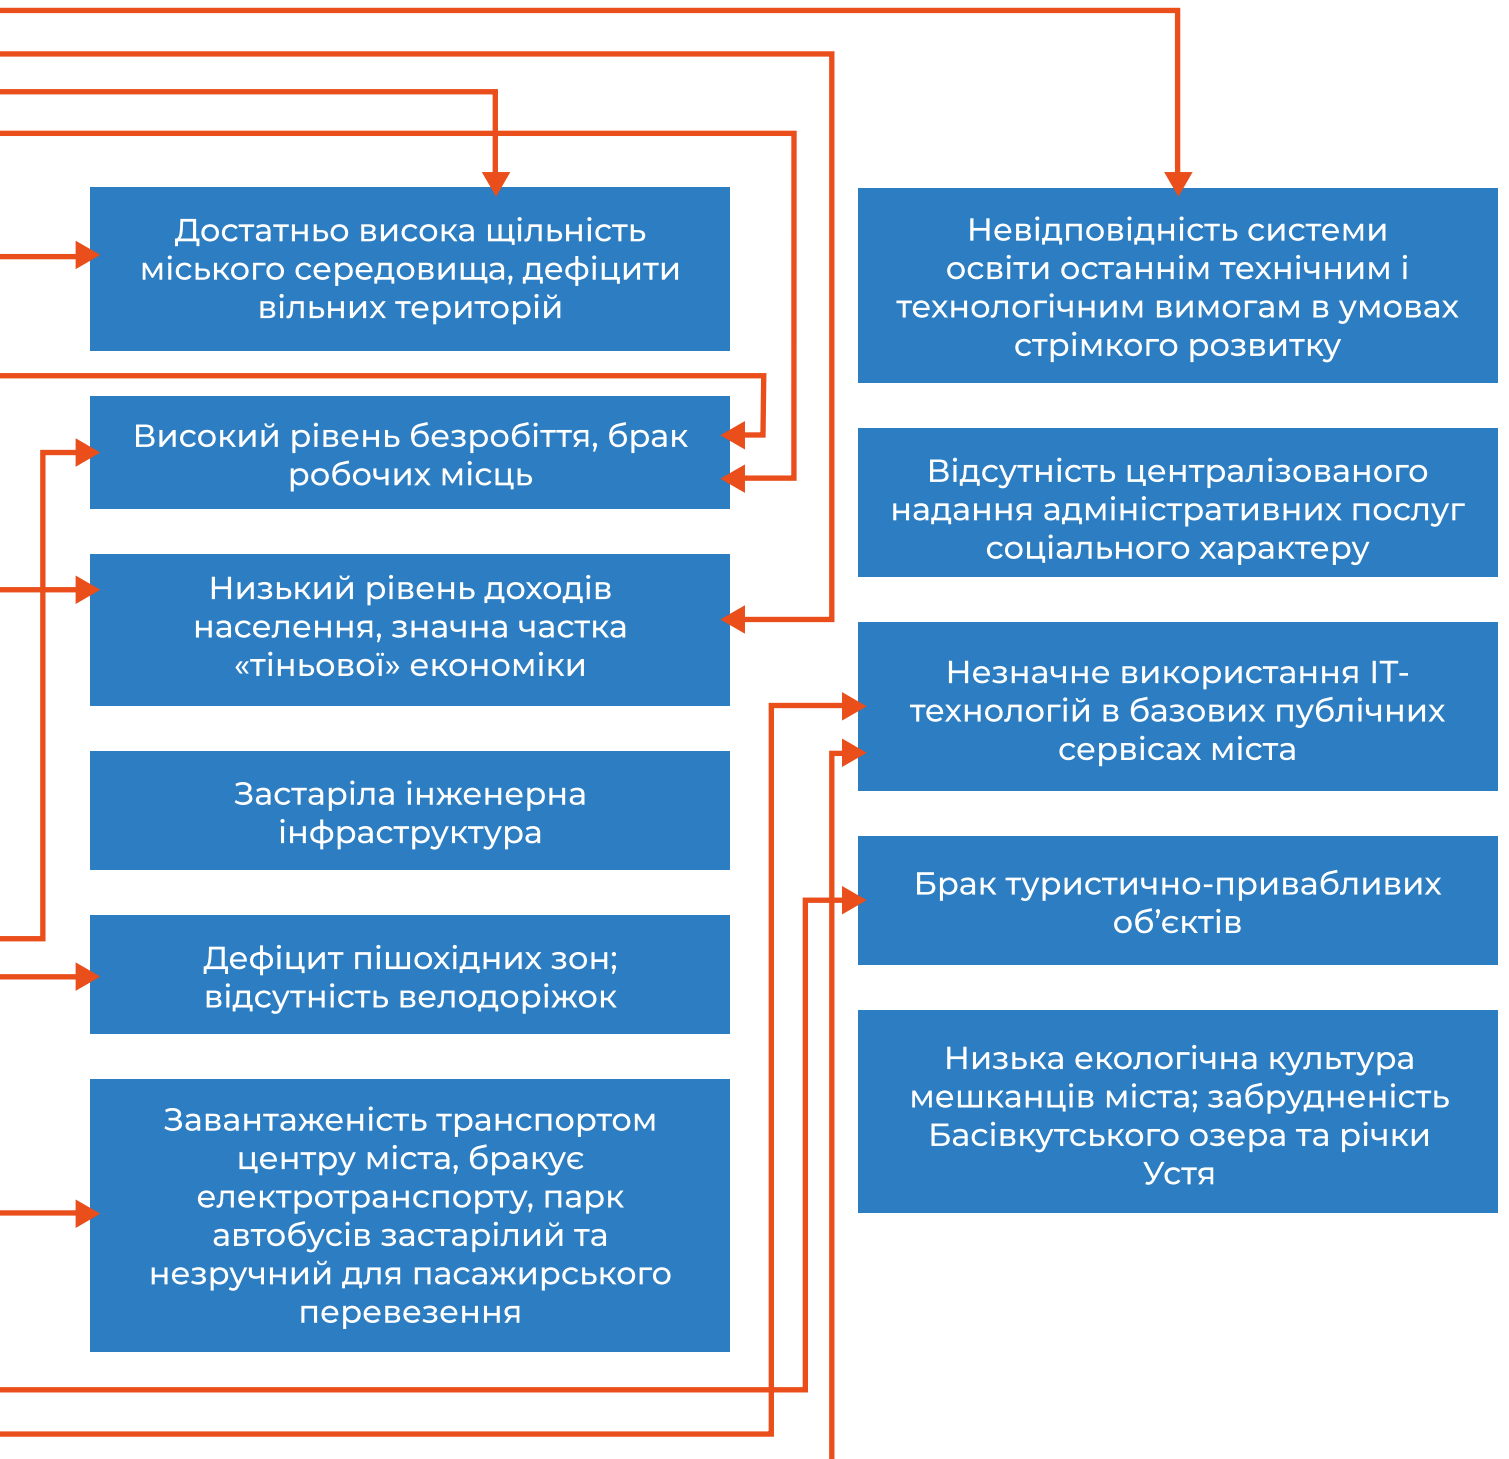 Достатньо висока щільність
міського середовища, дефіцити
вільних територій
Високий рівень безробіття, брак
робочих місць
Низький рівень доходів
населення, значна частка
«тіньової» економіки
Застаріла інженерна
інфраструктура
Дефіцит пішохідних зон;
відсутність велодоріжок
Завантаженість транспортом
центру міста, бракує
електротранспорту, парк
автобусів застарілий та
незручний для пасажирського
перевезення
Невідповідність системи
освіти останнім технічним і
технологічним вимогам в умовах
стрімкого розвитку
Відсутність централізованого
надання адміністративних послуг
соціального характеру
Незначне використання ІТ-
технологій в базових публічних
сервісах міста
Брак туристично-привабливих
об’єктів
Низька екологічна культура
мешканців міста; забрудненість
Басівкутського озера та річки
Устя